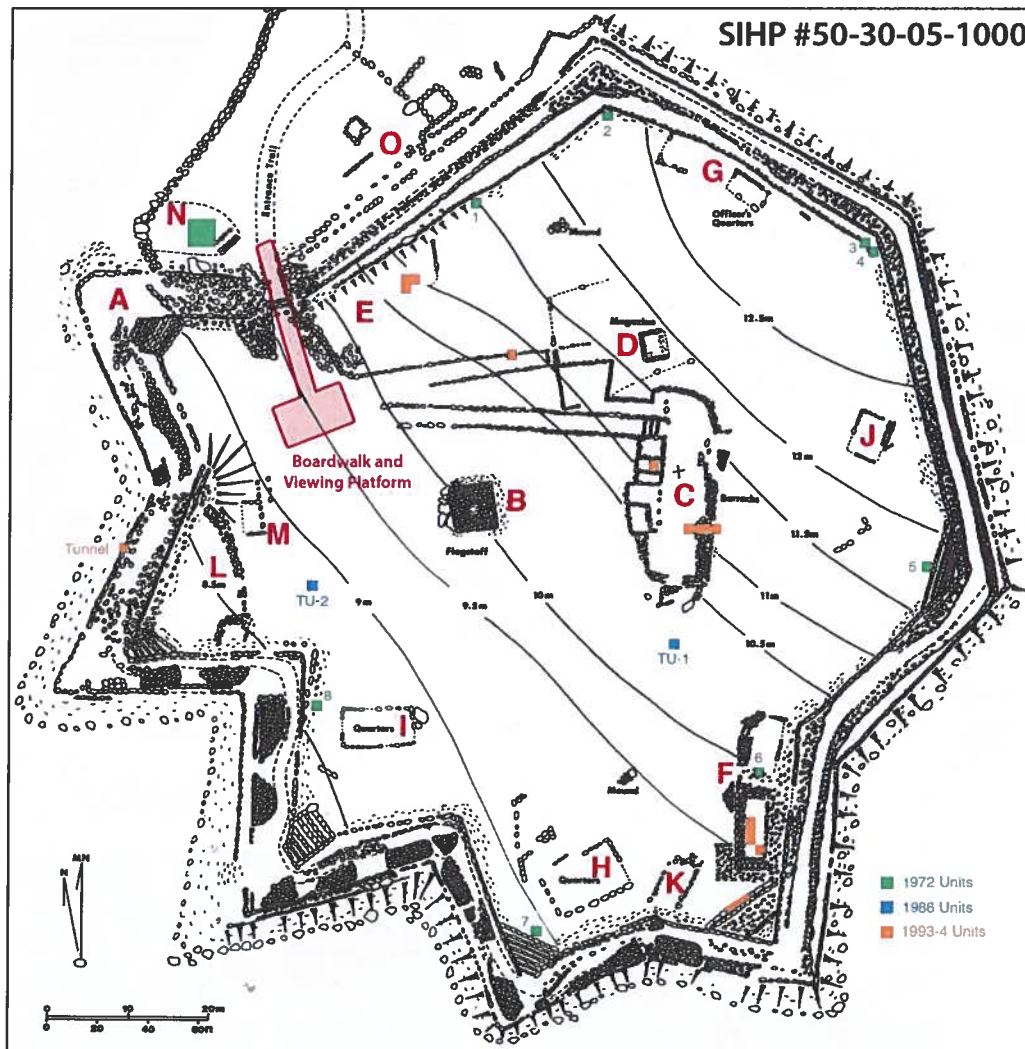 SIHP #50-30-05-1000
Entrance Trail
O
N
A
E
2
1
G
Officer's
Quarters
3
4
Mound
Magazine
D
12.5m
J
12m
Boardwalk and
Viewing Platform
B
Flagstaff
C
Barracks
11.5m
5
11m
10.5m
M
Tunnel
L
8.5m
TU-2
9m
9.5m
10m
TU-1
8
Quarters
I
6
F
Mound
H
Quarters
K
7
MN
N
1972 Units
1986 Units
1993-4 Units
0 10 20m
0 20 40 60ft